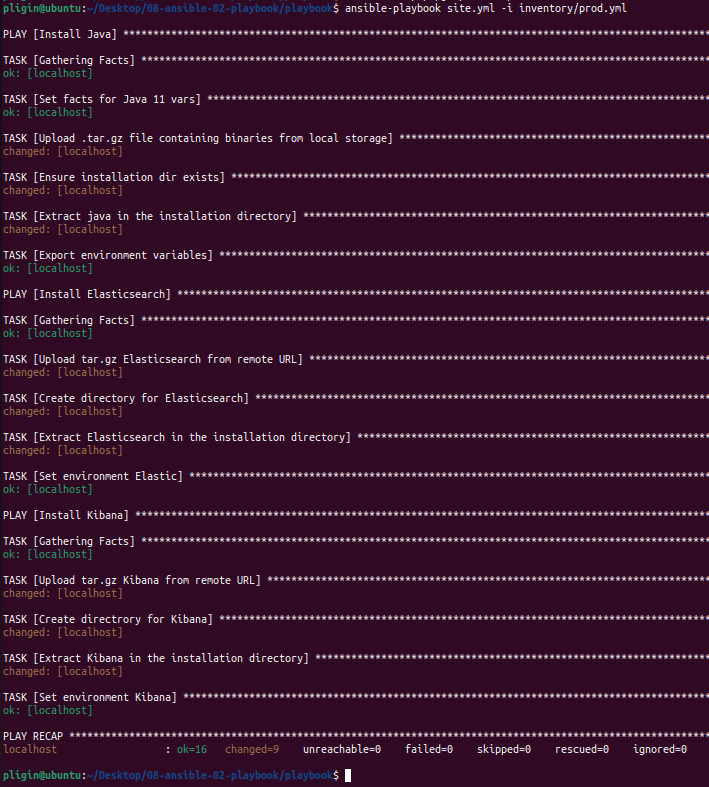 pligin@ubuntu:~/Desktop/08-ansible-02-playbook/playbook$ ansible-playbook site.yml -i inventory/prod.yml
PLAY [Install Java] **************************************************************************************************
TASK [Gathering Facts] ***********************************************************************************************
ok: [localhost]
TASK [Set facts for Java 11 vars] ************************************************************************************
ok: [localhost]
TASK [Upload .tar.gz file containing binaries from local storage] ****************************************************
changed: [localhost]
TASK [Ensure installation dir exists] ********************************************************************************
changed: [localhost]
TASK [Extract java in the installation directory] ********************************************************************
changed: [localhost]
TASK [Export environment variables] **********************************************************************************
ok: [localhost]
PLAY [Install Elasticsearch] *****************************************************************************************
TASK [Gathering Facts] ***********************************************************************************************
ok: [localhost]
TASK [Upload tar.gz Elasticsearch from remote URL] *******************************************************************
changed: [localhost]
TASK [Create directory for Elasticsearch] ****************************************************************************
changed: [localhost]
TASK [Extract Elasticsearch in the installation directory] ***********************************************************
changed: [localhost]
TASK [Set environment Elastic] ***************************************************************************************
ok: [localhost]
PLAY [Install Kibana] ************************************************************************************************
TASK [Gathering Facts] ***********************************************************************************************
ok: [localhost]
TASK [Upload tar.gz Kibana from remote URL] **************************************************************************
changed: [localhost]
TASK [Create directrory for Kibana] **********************************************************************************
changed: [localhost]
TASK [Extract Kibana in the installation directory] ******************************************************************
changed: [localhost]
TASK [Set environment Kibana] ****************************************************************************************
ok: [localhost]
PLAY RECAP ***********************************************************************************************************
localhost                  : ok=16   changed=9    unreachable=0    failed=0    skipped=0    rescued=0    ignored=0
pligin@ubuntu:~/Desktop/08-ansible-02-playbook/playbook$